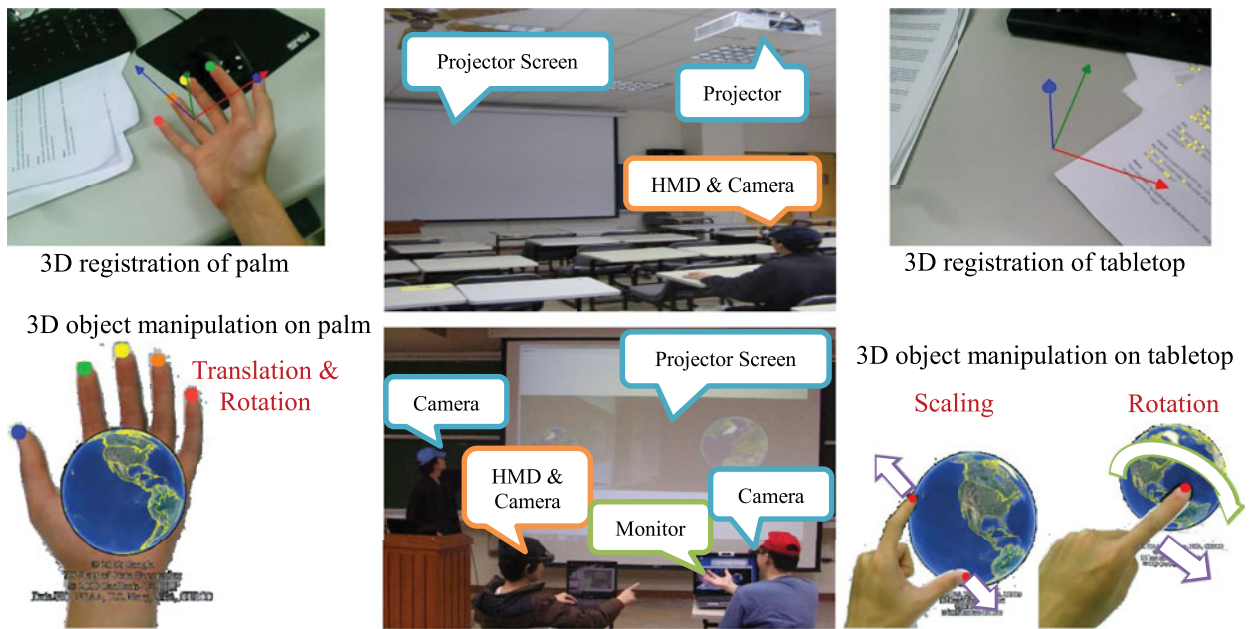 Projector Screen
Projector
HMD & Camera
3D registration of palm
3D registration of tabletop
3D object manipulation on palm
Translation &
Rotation
Projector Screen
Camera
HMD &
Camera
Monitor
Camera
3D object manipulation on tabletop
Scaling
Rotation